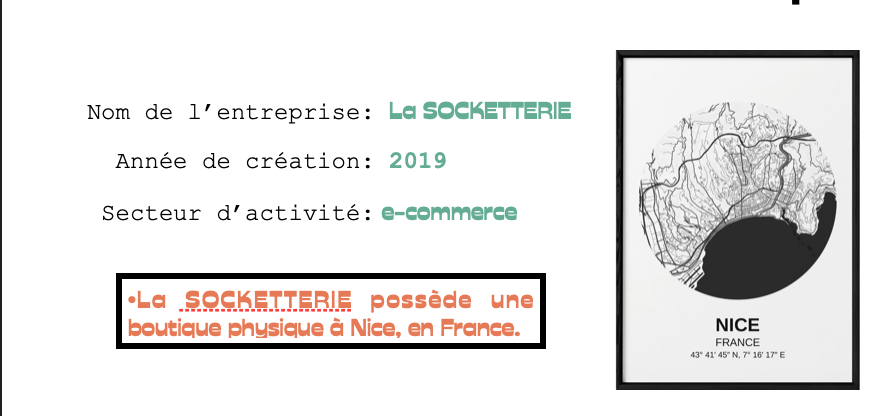 Nom de l’entreprise: La SOCKETTERIE
Année de création: 2019
Secteur d’activité: e-commerce
•La SOCKETTERIE possède une
boutique physique à Nice, en France.
NICE
FRANCE
43° 41' 45" N, 7° 16' 17" E